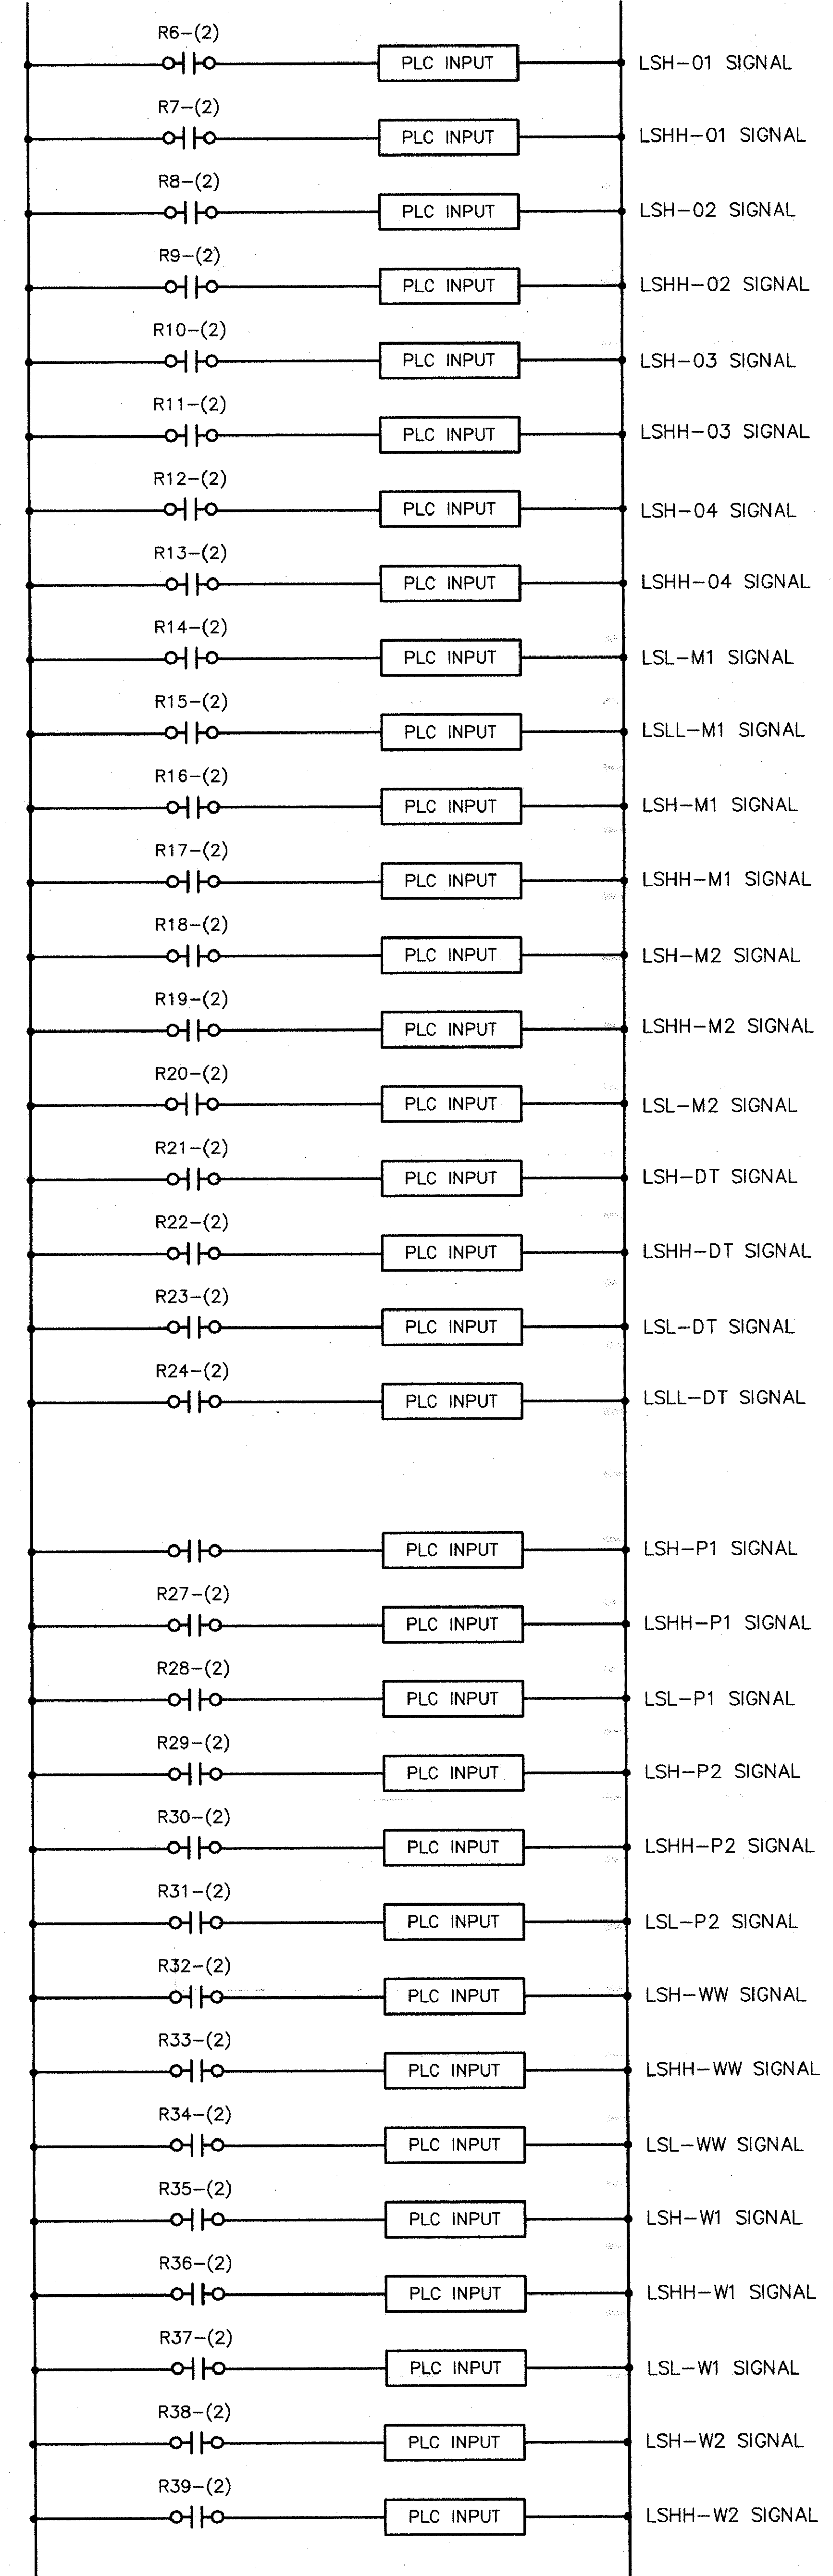 R6-(2)
PLC INPUT LSH-01 SIGNAL
R7-(2)
PLC INPUT LSHH-01 SIGNAL
R8-(2)
PLC INPUT LSH-02 SIGNAL
R9-(2)
PLC INPUT LSHH-02 SIGNAL
R10-(2)
PLC INPUT LSH-03 SIGNAL
R11-(2)
PLC INPUT LSHH-03 SIGNAL
R12-(2)
PLC INPUT LSH-04 SIGNAL
R13-(2)
PLC INPUT LSHH-04 SIGNAL
R14-(2)
PLC INPUT LSL-M1 SIGNAL
R15-(2)
PLC INPUT LSLL-M1 SIGNAL
R16-(2)
PLC INPUT LSH-M1 SIGNAL
R17-(2)
PLC INPUT LSHH-M1 SIGNAL
R18-(2)
PLC INPUT LSH-M2 SIGNAL
R19-(2)
PLC INPUT LSHH-M2 SIGNAL
R20-(2)
PLC INPUT LSL-M2 SIGNAL
R21-(2)
PLC INPUT LSH-DT SIGNAL
R22-(2)
PLC INPUT LSHH-DT SIGNAL
R23-(2)
PLC INPUT LSL-DT SIGNAL
R24-(2)
PLC INPUT LSLL-DT SIGNAL
PLC INPUT LSH-P1 SIGNAL
R27-(2)
PLC INPUT LSHH-P1 SIGNAL
R28-(2)
PLC INPUT LSL-P1 SIGNAL
R29-(2)
PLC INPUT LSH-P2 SIGNAL
R30-(2)
PLC INPUT LSHH-P2 SIGNAL
R31-(2)
PLC INPUT LSL-P2 SIGNAL
R32-(2)
PLC INPUT LSH-WW SIGNAL
R33-(2)
PLC INPUT LSHH-WW SIGNAL
R34-(2)
PLC INPUT LSL-WW SIGNAL
R35-(2)
PLC INPUT LSH-W1 SIGNAL
R36-(2)
PLC INPUT LSHH-W1 SIGNAL
R37-(2)
PLC INPUT LSL-W1 SIGNAL
R38-(2)
PLC INPUT LSH-W2 SIGNAL
R39-(2)
PLC INPUT LSHH-W2 SIGNAL